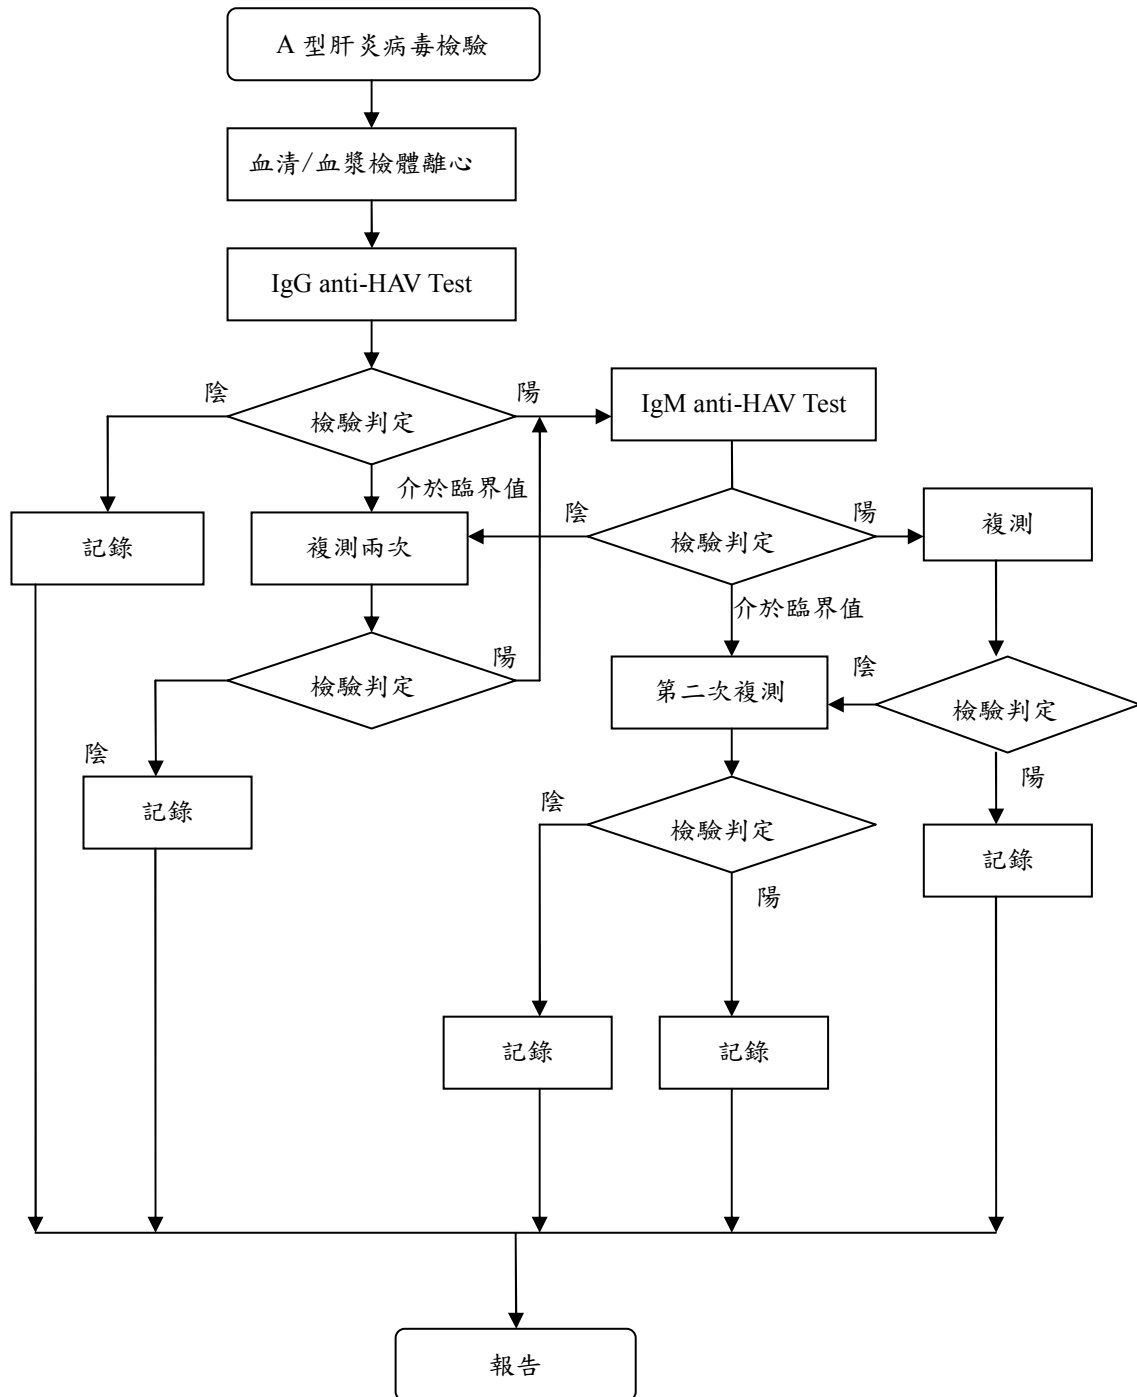 A 型肝炎病毒檢驗
血清/血漿檢體離心
IgG anti-HAV Test
陰
陽
檢驗判定
IgM anti-HAV Test
介於臨界值
記錄
複測兩次
陰
檢驗判定
陽
複測
介於臨界值
檢驗判定
陽
第二次複測
陰
檢驗判定
陰
記錄
陰
檢驗判定
陽
陽
記錄
記錄
記錄
報告